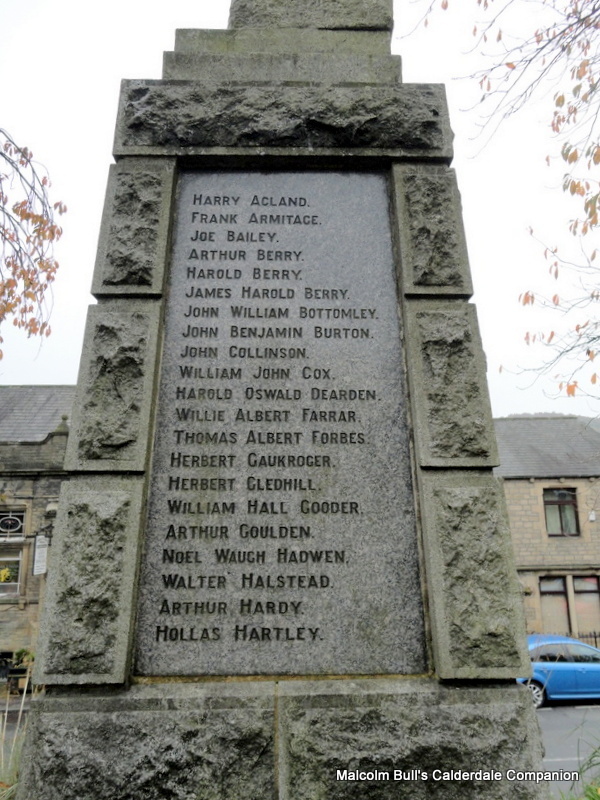 Harry Acland.
Frank Armitage.
Joe Bailey.
Arthur Berry.
Harold Berry.
James Harold Berry.
John William Bottomley.
John Benjamin Burton.
John Collinson.
William John Cox.
Harold Oswald Dearden.
Willie Albert Farrar.
Thomas Albert Forbes.
Herbert Gaukroger.
Herbert Gledhill.
William Hall Gooder.
Arthur Goulden.
Noel Waugh Hadwen.
Walter Halstead.
Arthur Hardy.
Hollas Hartley.
Malcolm Bull's Calderdale Companion